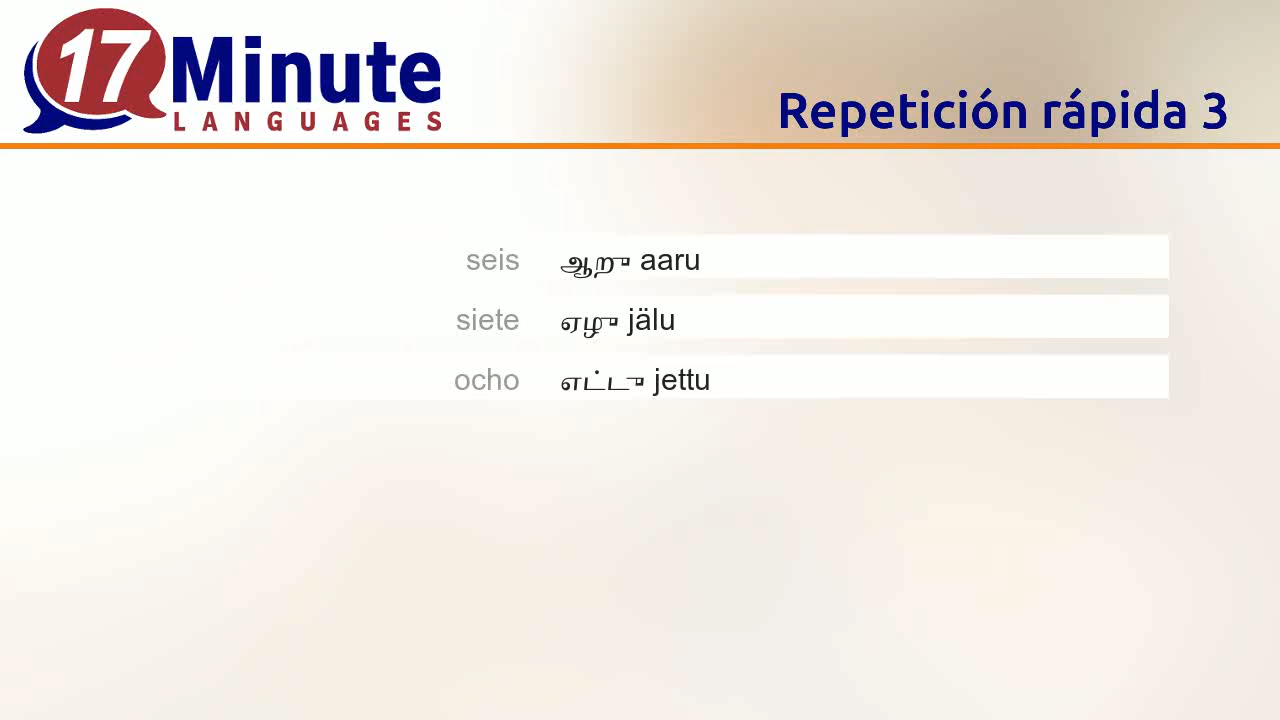 17 Minute
LANGUAGES
Repetición rápida 3
seis ஆறு aaru
siete ஏழு jälu
ocho எட்டு jettu